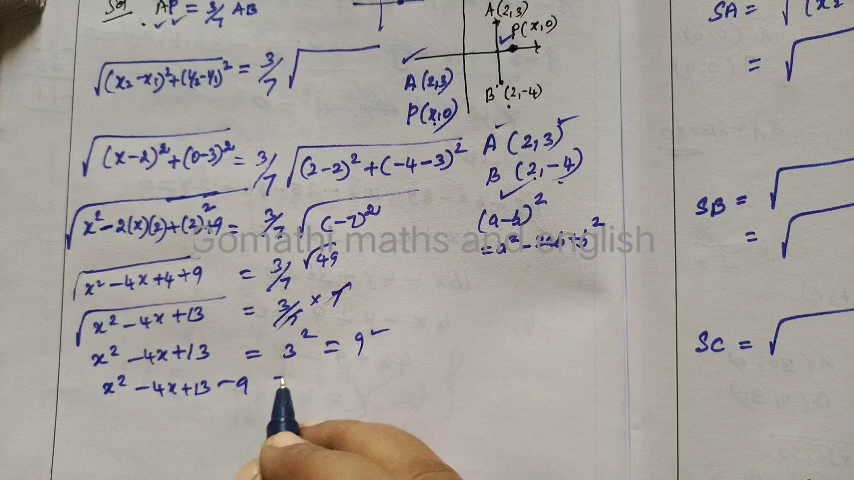 Sol AP = 3/7 AB
A(2,3)
P(x,0)
B (2,-4)
√(x₂-x₁)²+(y₂-y₁)² = 3/7 √
A (2,3)
P(x,0)
√(x-2)²+(0-3)² = 3/7 √(2-2)²+(-4-3)²
A (2,3)
B (2,-4)
√x²-2(x)(2)+(2)²+9 = 3/7 √(-7)²
(a-b)²
= a² - 2ab + b²
√x²-4x+4+9 = 3/7 √49
√x²-4x+13 = 3/7 × 7
x²-4x+13 = 3² = 9
x²-4x+13-9 =
SA = √(x₂
= √
SB = √
= √
SC = √
Gomathi maths and english